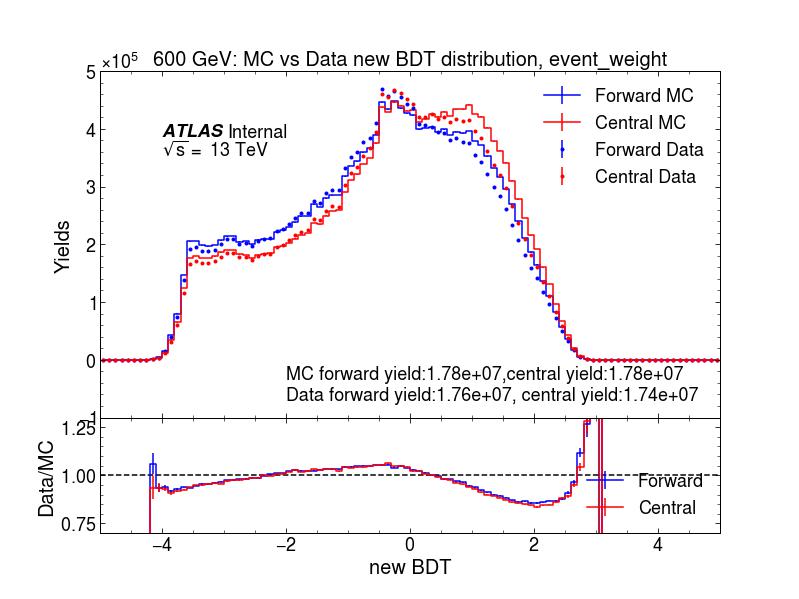 ×10⁵ 600 GeV: MC vs Data new BDT distribution, event_weight
5
Forward MC
ATLAS Internal
Central MC
4
√s = 13 TeV
Forward Data
Central Data
3
Yields
2
1
0
MC forward yield:1.78e+07,central yield:1.78e+07
Data forward yield:1.76e+07, central yield:1.74e+07
−1
1.25
Data/MC
1.00
Forward
Central
0.75
−4 −2 0 2 4
new BDT